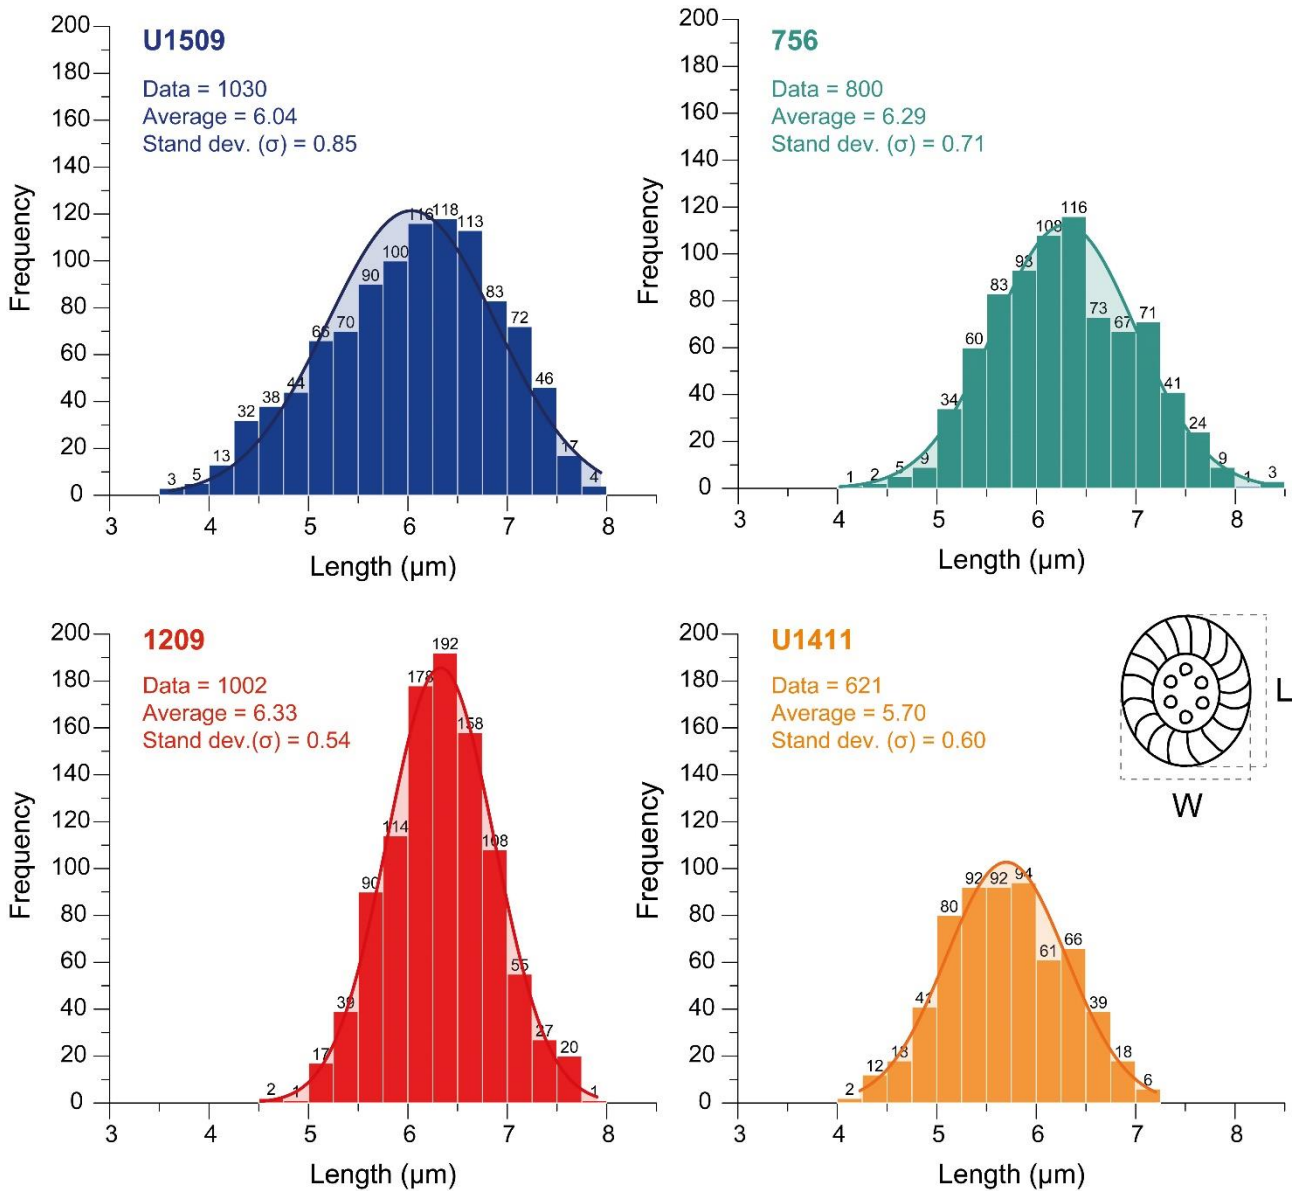 U1509
Data = 1030
Average = 6.04
Stand dev. (σ) = 0.85
Frequency
200
180
160
140
120
100
80
60
40
20
0
3 5 13 32 38 44 66 70 90 100 116 118 113 83 72 46 17 4
3 4 5 6 7 8
Length (µm)
756
Data = 800
Average = 6.29
Stand dev. (σ) = 0.71
Frequency
200
180
160
140
120
100
80
60
40
20
0
1 2 5 9 34 60 83 93 108 116 73 67 71 41 24 9 1 3
3 4 5 6 7 8
Length (µm)
1209
Data = 1002
Average = 6.33
Stand dev.(σ) = 0.54
Frequency
200
180
160
140
120
100
80
60
40
20
0
2 1 17 39 90 114 178 192 158 108 55 27 20 1
3 4 5 6 7 8
Length (µm)
U1411
Data = 621
Average = 5.70
Stand dev. (σ) = 0.60
L
W
Frequency
200
180
160
140
120
100
80
60
40
20
0
2 12 18 41 80 92 92 94 61 66 39 18 6
3 4 5 6 7 8
Length (µm)